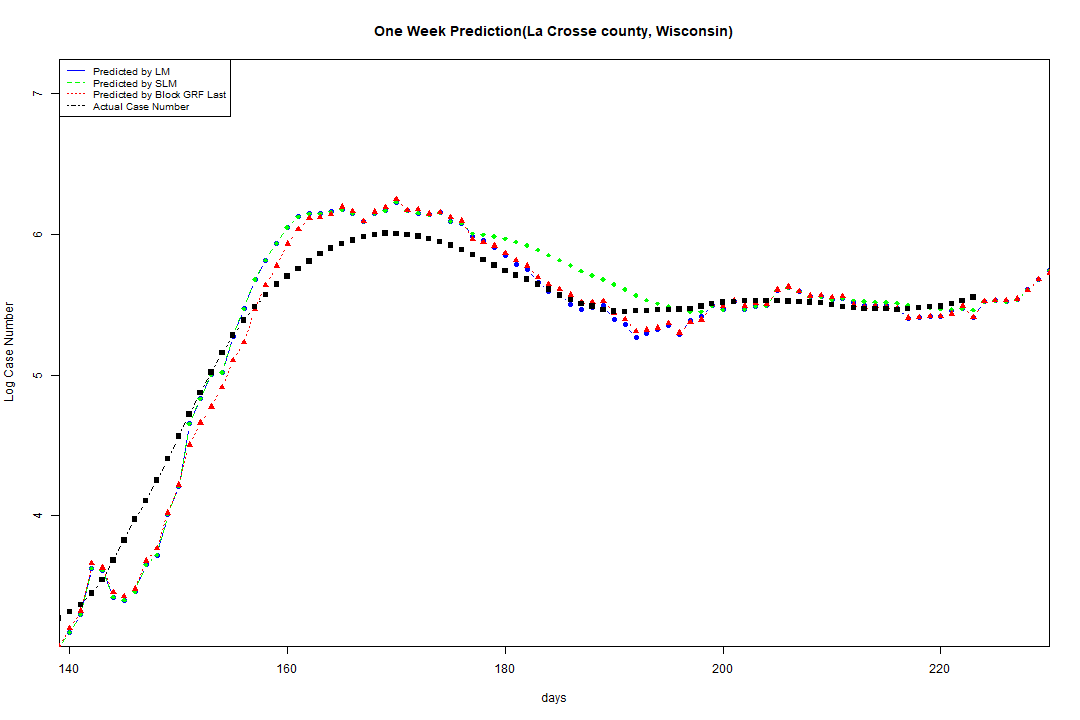 One Week Prediction(La Crosse county, Wisconsin)
Predicted by LM
Predicted by SLM
Predicted by Block GRF Last
Actual Case Number
7
6
5
4
Log Case Number
140 160 180 200 220
days